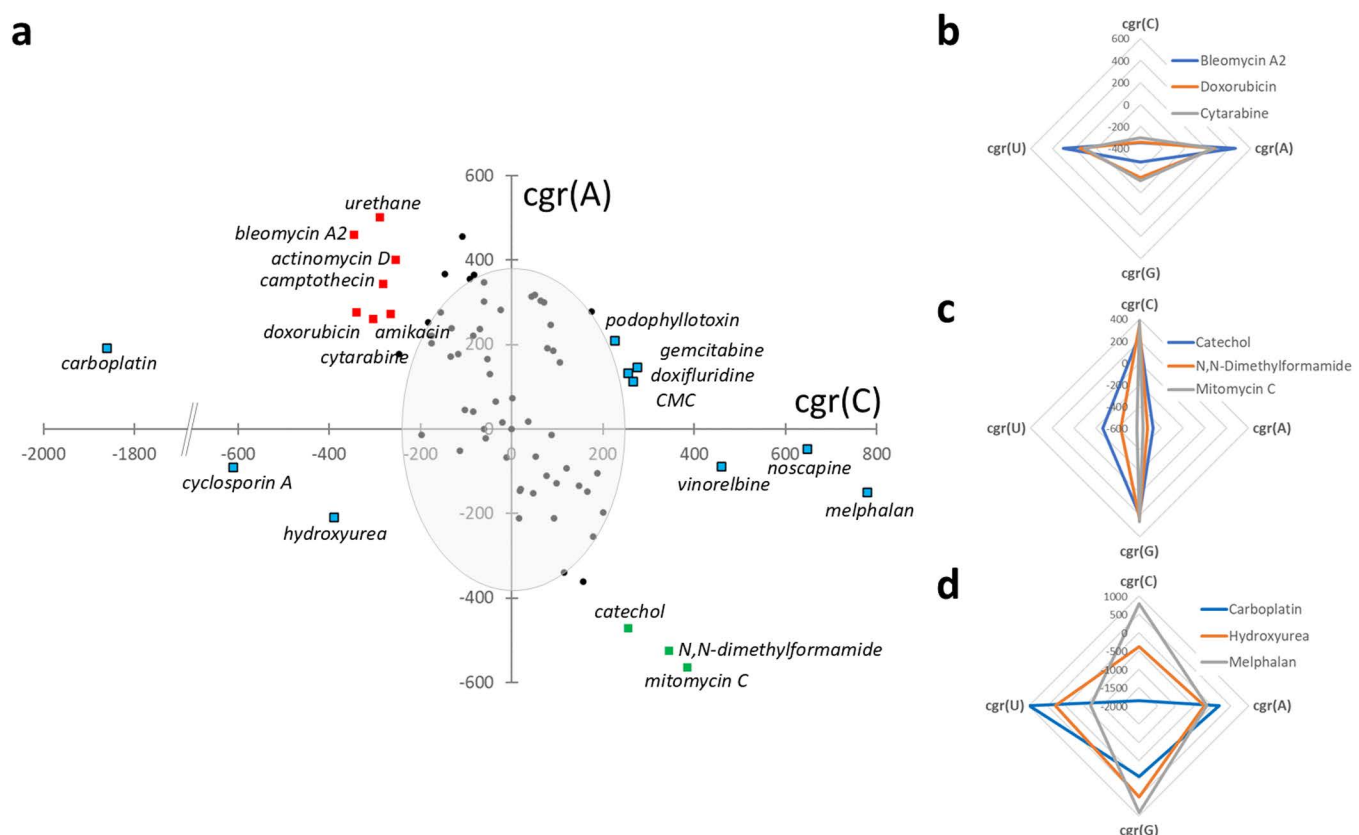 a
cgr(A)
600
400
200
0
-200
-400
-600
urethane
bleomycin A2
actinomycin D
camptothecin
doxorubicin amikacin
cytarabine
carboplatin
podophyllotoxin
gemcitabine
doxifluridine
CMC
cgr(C)
-2000 -1800 -600 -400 -200 0 200 400 600 800
cyclosporin A
hydroxyurea
vinorelbine
noscapine
melphalan
catechol
N,N-dimethylformamide
mitomycin C
b
cgr(C)
600
400
200
0
-200
-400
cgr(U)
cgr(A)
cgr(G)
Bleomycin A2
Doxorubicin
Cytarabine
c
cgr(C)
400
200
0
-200
-400
-600
cgr(U)
cgr(A)
cgr(G)
Catechol
N,N-Dimethylformamide
Mitomycin C
d
cgr(C)
1000
500
0
-500
-1000
-1500
-2000
cgr(U)
cgr(A)
cgr(G)
Carboplatin
Hydroxyurea
Melphalan